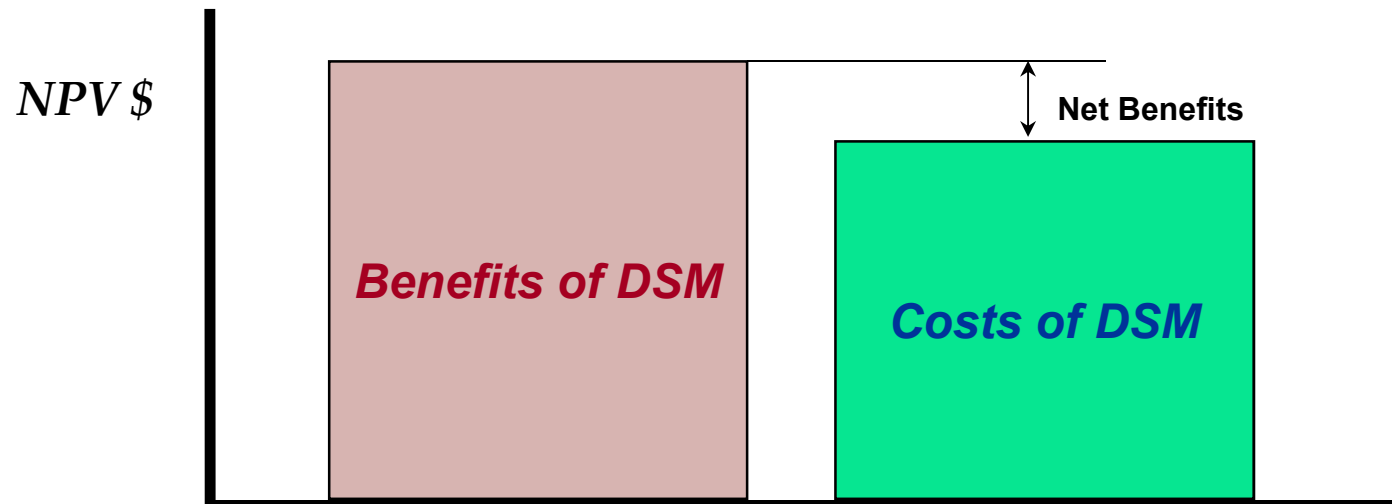 NPV $
Net Benefits
Benefits of DSM
Costs of DSM